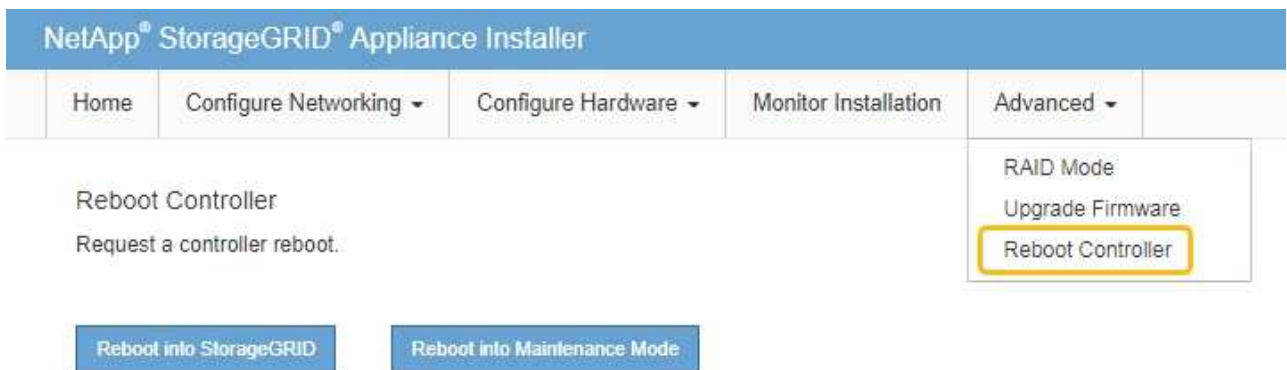 NetApp® StorageGRID® Appliance Installer
Home Configure Networking Configure Hardware Monitor Installation Advanced
RAID Mode
Upgrade Firmware
Reboot Controller
Reboot Controller
Request a controller reboot.
Reboot into StorageGRID Reboot into Maintenance Mode